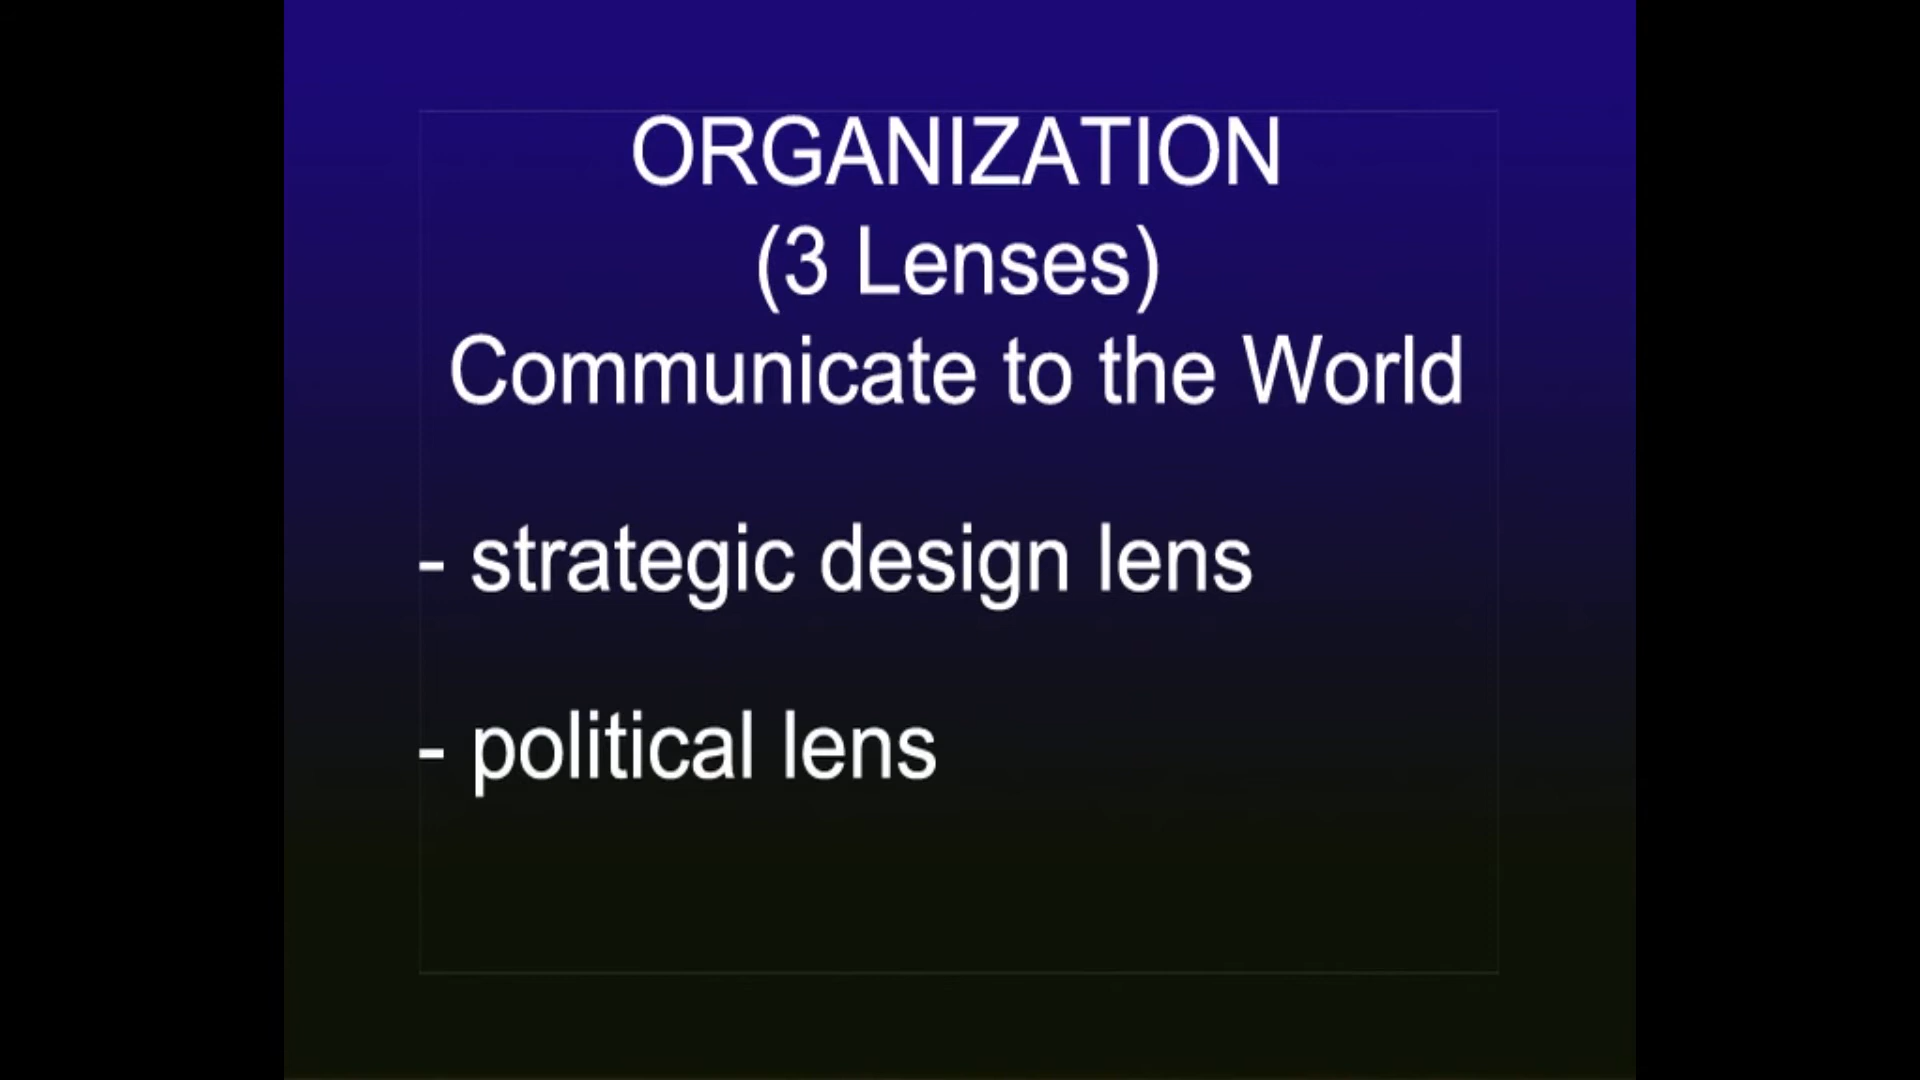 ORGANIZATION
(3 Lenses)
Communicate to the World
- strategic design lens
- political lens